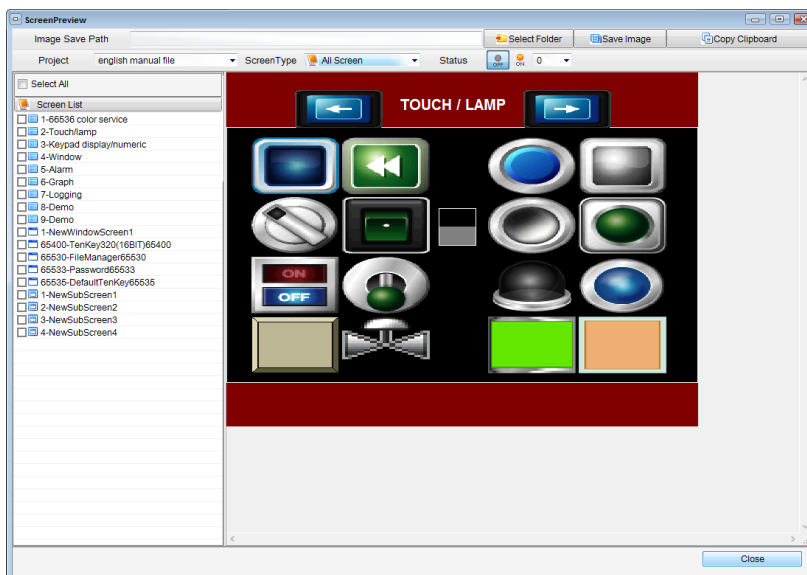 ScreenPreview
Image Save Path
Select Folder
Save Image
Copy Clipboard
Project
english manual file
ScreenType
All Screen
Status
OFF
ON
0
Select All
Screen List
1-66536 color service
2-Touch/lamp
3-Keypad display/numeric
4-Window
5-Alarm
6-Graph
7-Logging
8-Demo
9-Demo
1-NewWindowScreen1
65400-TenKey320(16BIT)65400
65530-FileManager65530
65533-Password65533
65535-DefaultTenKey65535
1-NewSubScreen1
2-NewSubScreen2
3-NewSubScreen3
4-NewSubScreen4
TOUCH / LAMP
ON
OFF
Close